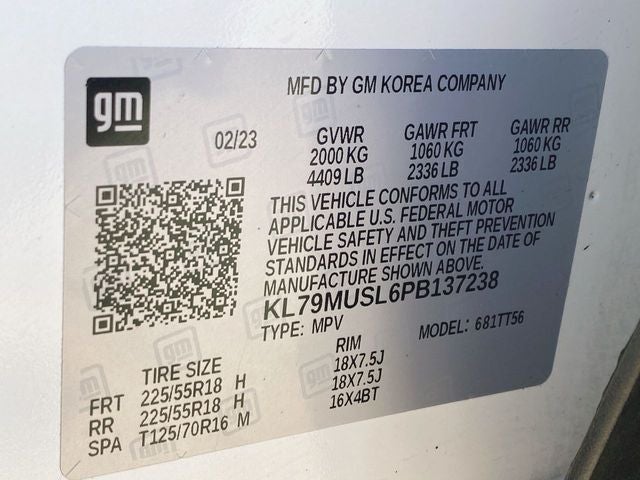 gm
MFD BY GM KOREA COMPANY
02/23
GVWR GAWR FRT GAWR RR
2000 KG 1060 KG 1060 KG
4409 LB 2336 LB 2336 LB
THIS VEHICLE CONFORMS TO ALL
APPLICABLE U.S. FEDERAL MOTOR
VEHICLE SAFETY AND THEFT PREVENTION
STANDARDS IN EFFECT ON THE DATE OF
MANUFACTURE SHOWN ABOVE.
KL79MUSL6PB137238
TYPE: MPV MODEL: 681TT56
TIRE SIZE RIM
FRT 225/55R18 H 18X7.5J
RR 225/55R18 H 18X7.5J
SPA T125/70R16 M 16X4BT